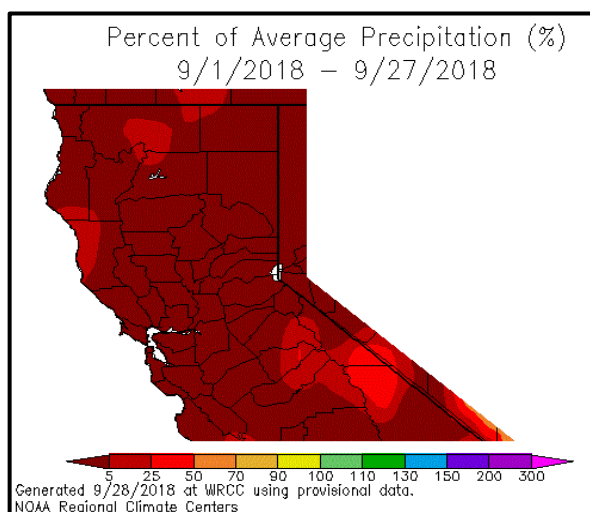 Percent of Average Precipitation (%)
9/1/2018 – 9/27/2018
5 25 50 70 90 100 110 130 150 200 300
Generated 9/28/2018 at WRCC using provisional data.
NOAA Regional Climate Centers